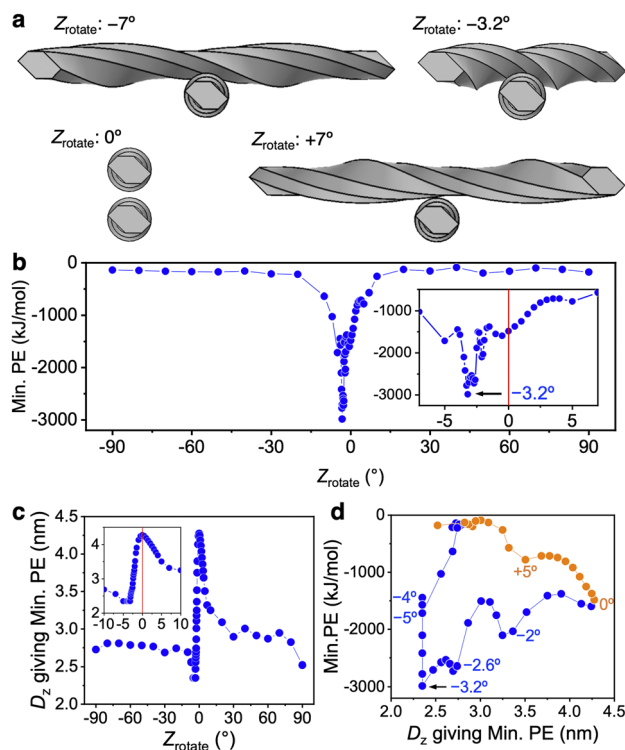 a
Zrotate: −7º
Zrotate: −3.2º
Zrotate: 0º
Zrotate: +7º
b
Min. PE (kJ/mol)
0
-1000
-2000
-3000
-90
-60
-30
0
30
60
90
Zrotate (°)
-1000
-2000
-3000
-5
0
5
−3.2º
c
Dz giving Min. PE (nm)
4.5
4.0
3.5
3.0
2.5
2.0
-90
-60
-30
0
30
60
90
Zrotate (°)
4
3
2
-10
-5
0
5
10
d
Min.PE (kJ/mol)
0
-1000
-2000
-3000
2.0
2.5
3.0
3.5
4.0
4.5
Dz giving Min. PE (nm)
+5º
0º
−4º
−5º
−2º
−2.6º
−3.2º